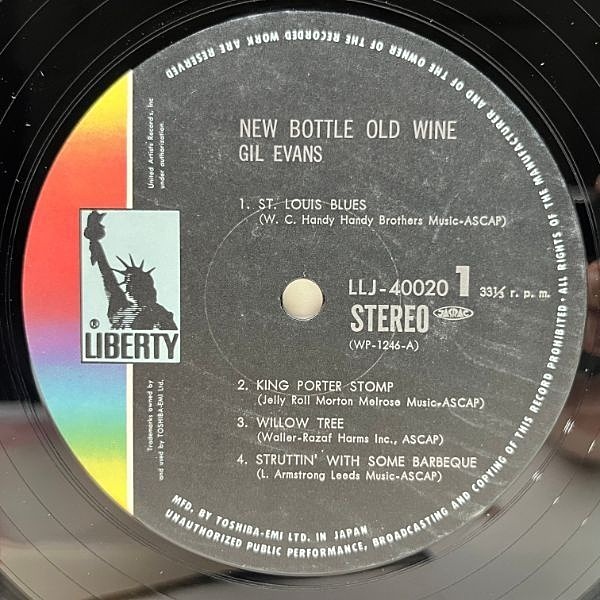 NEW BOTTLE OLD WINE
GIL EVANS
1. ST. LOUIS BLUES
(W. C. Handy Handy Brothers Music-ASCAP)
LLJ-40020 1 33⅓ r. p. m.
STEREO JASRAC
(WP-1246-A)
2. KING PORTER STOMP
(Jelly Roll Morton Melrose Music-ASCAP)
3. WILLOW TREE
(Waller-Razaf Harms Inc., ASCAP)
4. STRUTTIN' WITH SOME BARBEQUE
(L. Armstrong Leeds Music-ASCAP)
United Artists Records, Inc
under authorization.
®
LIBERTY
Trademarks owned by
and used by TOSHIBA-EMI Ltd.
MFD. BY TOSHIBA-EMI LTD. IN JAPAN
ALL RIGHTS OF THE MANUFACTURER AND OF THE OWNER OF THE RECORDED WORK ARE RESERVED
UNAUTHORIZED PUBLIC PERFORMANCE, BROADCASTING AND COPYING OF THIS RECORD PROHIBITED •